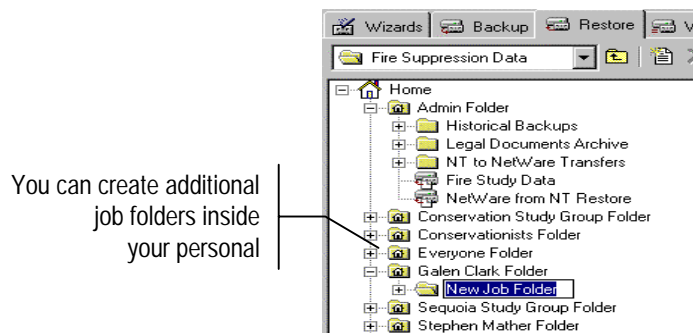 Wizards Backup Restore V
Fire Suppression Data
Home
Admin Folder
Historical Backups
Legal Documents Archive
NT to NetWare Transfers
Fire Study Data
NetWare from NT Restore
Conservation Study Group Folder
Conservationists Folder
Everyone Folder
Galen Clark Folder
New Job Folder
Sequoia Study Group Folder
Stephen Mather Folder
You can create additional
job folders inside
your personal